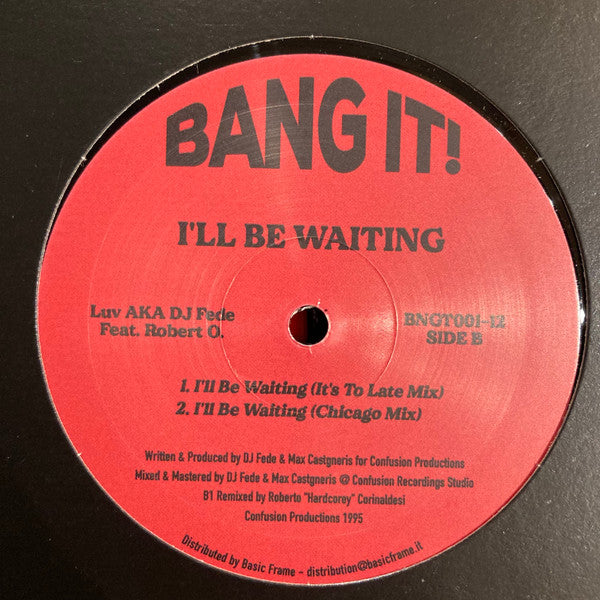 BANG IT!
I'LL BE WAITING
Luv AKA DJ Fede
Feat. Robert O.
BNGT001-12
SIDE B
1. I'll Be Waiting (It's To Late Mix)
2. I'll Be Waiting (Chicago Mix)
Written & Produced by DJ Fede & Max Castgneris for Confusion Productions
Mixed & Mastered by DJ Fede & Max Castgneris @ Confusion Recordings Studio
B1 Remixed by Roberto "Hardcorey" Corinaldesi
Confusion Productions 1995
Distributed by Basic Frame - distribution@basicframe.it